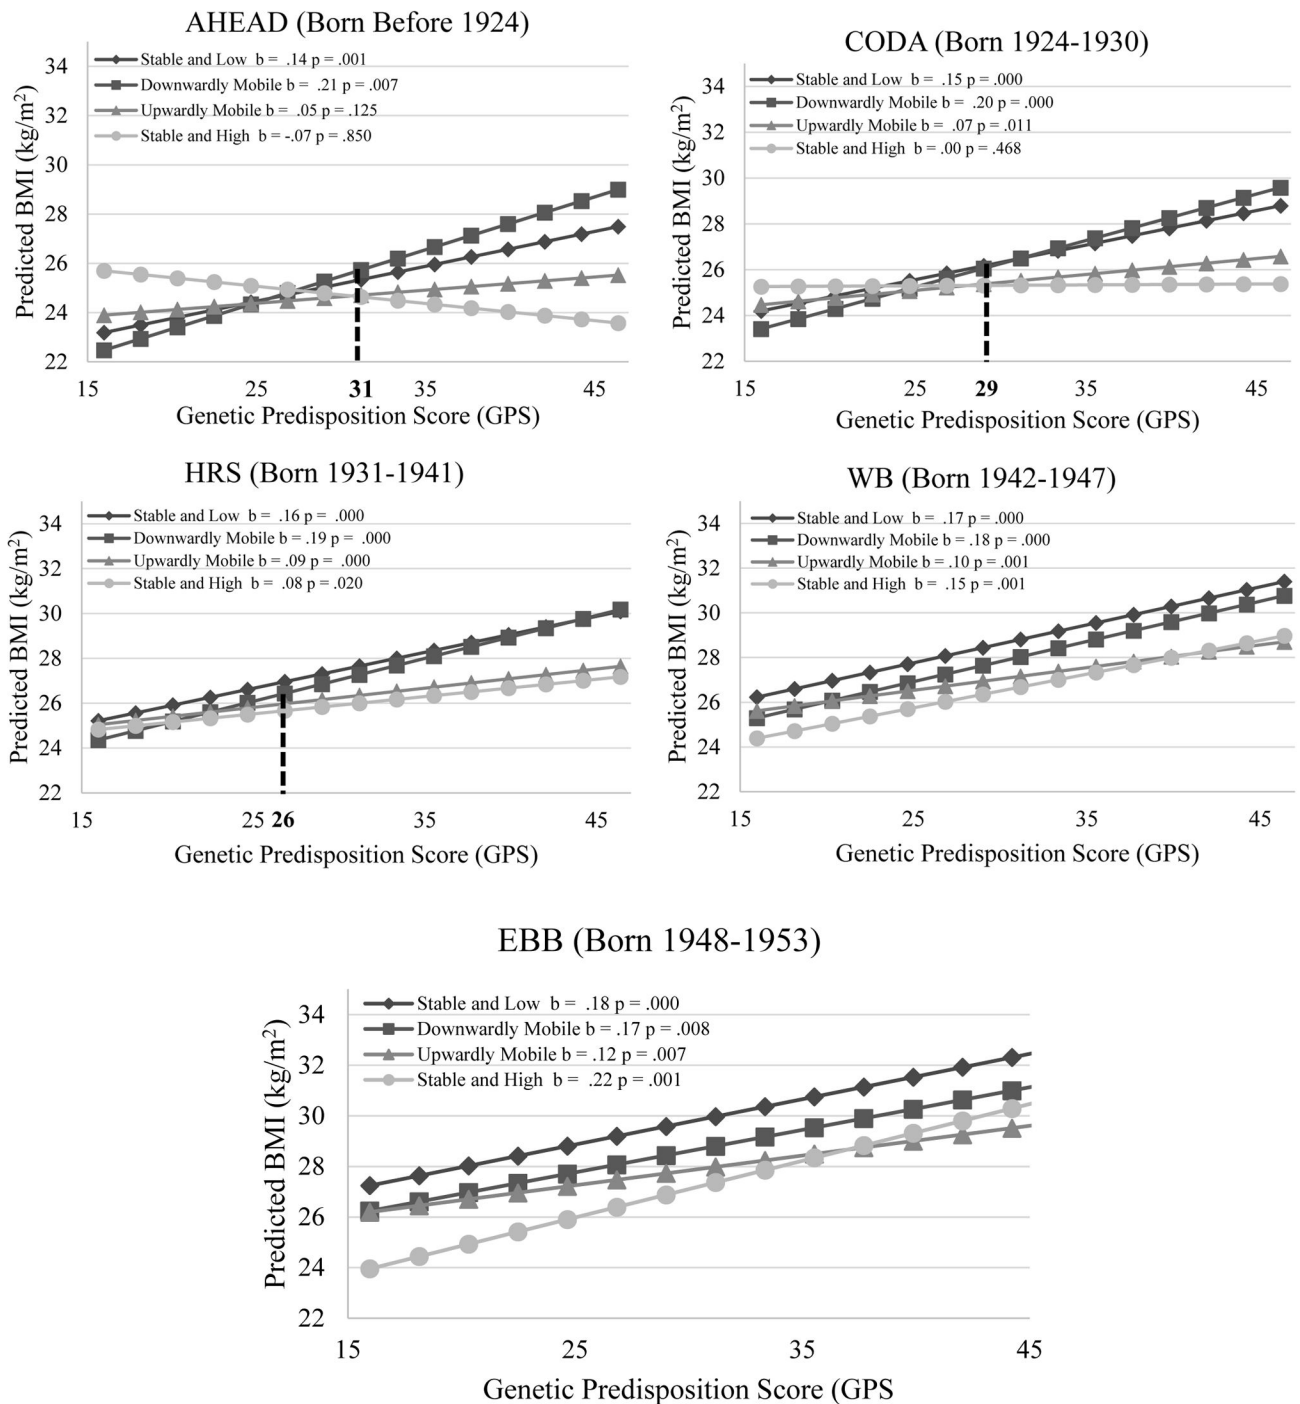 AHEAD (Born Before 1924)
Stable and Low b = .14 p = .001
Downwardly Mobile b = .21 p = .007
Upwardly Mobile b = .05 p = .125
Stable and High b = -.07 p = .850
Predicted BMI (kg/m²)
34
32
30
28
26
24
22
15 25 31 35 45
Genetic Predisposition Score (GPS)
CODA (Born 1924-1930)
Stable and Low b = .15 p = .000
Downwardly Mobile b = .20 p = .000
Upwardly Mobile b = .07 p = .011
Stable and High b = .00 p = .468
Predicted BMI (kg/m²)
34
32
30
28
26
24
22
15 25 29 35 45
Genetic Predisposition Score (GPS)
HRS (Born 1931-1941)
Stable and Low b = .16 p = .000
Downwardly Mobile b = .19 p = .000
Upwardly Mobile b = .09 p = .000
Stable and High b = .08 p = .020
Predicted BMI (kg/m²)
34
32
30
28
26
24
22
15 25 26 35 45
Genetic Predisposition Score (GPS)
WB (Born 1942-1947)
Stable and Low b = .17 p = .000
Downwardly Mobile b = .18 p = .000
Upwardly Mobile b = .10 p = .001
Stable and High b = .15 p = .001
Predicted BMI (kg/m²)
34
32
30
28
26
24
22
15 25 35 45
Genetic Predisposition Score (GPS)
EBB (Born 1948-1953)
Stable and Low b = .18 p = .000
Downwardly Mobile b = .17 p = .008
Upwardly Mobile b = .12 p = .007
Stable and High b = .22 p = .001
Predicted BMI (kg/m²)
34
32
30
28
26
24
22
15 25 35 45
Genetic Predisposition Score (GPS